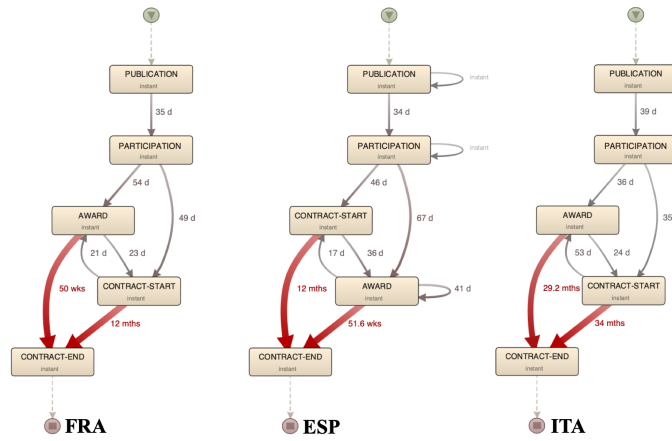 PUBLICATION
instant
35 d
PARTICIPATION
instant
54 d
49 d
AWARD
instant
21 d
23 d
50 wks
CONTRACT-START
instant
12 mths
CONTRACT-END
instant
FRA
PUBLICATION
instant
instant
34 d
PARTICIPATION
instant
instant
46 d
67 d
CONTRACT-START
instant
17 d
36 d
12 mths
AWARD
instant
41 d
51.6 wks
CONTRACT-END
instant
ESP
PUBLICATION
instant
39 d
PARTICIPATION
instant
36 d
35
AWARD
instant
53 d
24 d
29.2 mths
CONTRACT-START
instant
34 mths
CONTRACT-END
instant
ITA